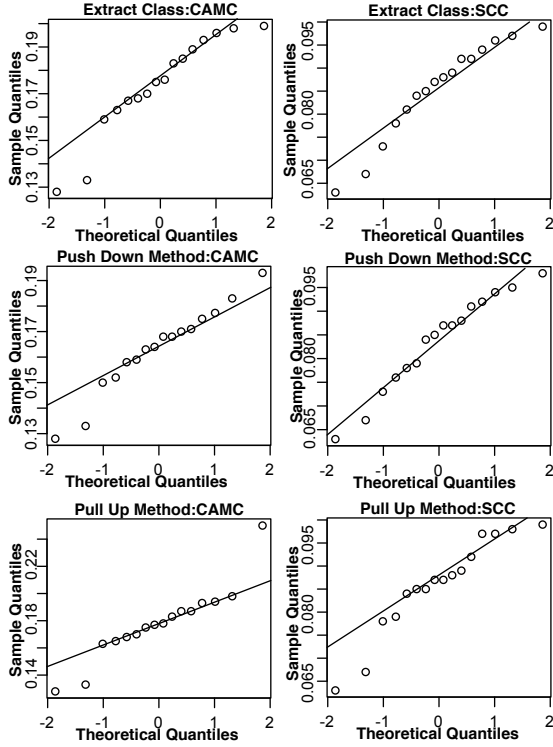 Extract Class:CAMC
Sample Quantiles
0.13 0.15 0.17 0.19
-2 -1 0 1 2
Theoretical Quantiles
Extract Class:SCC
Sample Quantiles
0.065 0.080 0.095
-2 -1 0 1 2
Theoretical Quantiles
Push Down Method:CAMC
Sample Quantiles
0.13 0.15 0.17 0.19
-2 -1 0 1 2
Theoretical Quantiles
Push Down Method:SCC
Sample Quantiles
0.065 0.080 0.095
-2 -1 0 1 2
Theoretical Quantiles
Pull Up Method:CAMC
Sample Quantiles
0.14 0.18 0.22
-2 -1 0 1 2
Theoretical Quantiles
Pull Up Method:SCC
Sample Quantiles
0.065 0.080 0.095
-2 -1 0 1 2
Theoretical Quantiles